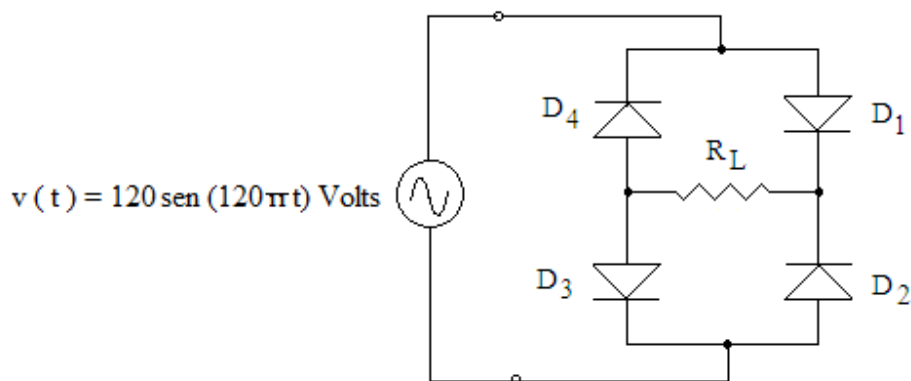 D4
D1
RL
v ( t ) = 120 sen (120πt) Volts
D3
D2